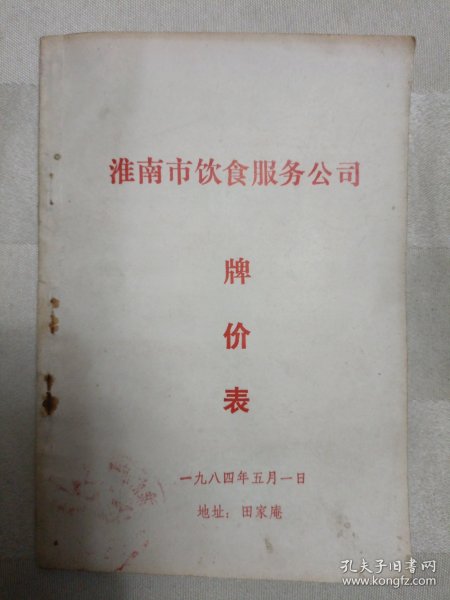 淮南市饮食服务公司
牌
价
表
一九八四年五月一日
地址：田家庵
孔夫子旧书网
www.kongfz.com